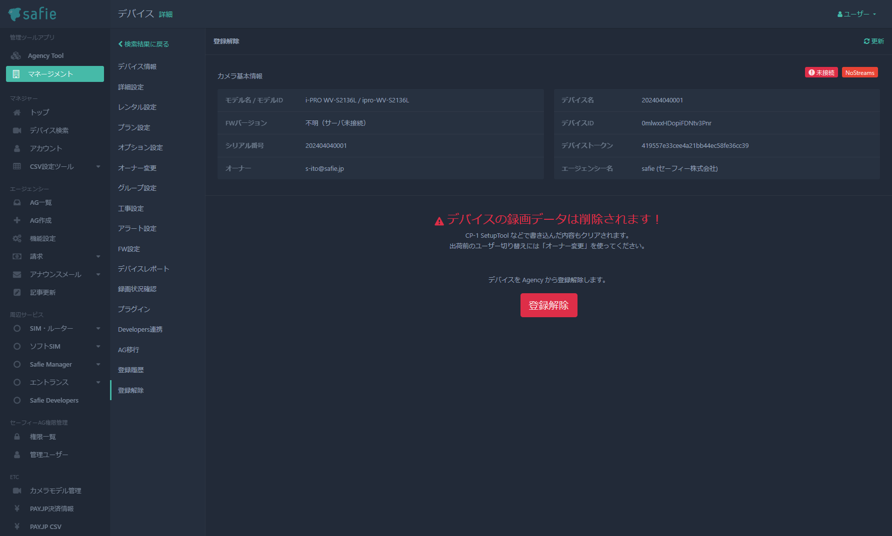 safie
デバイス 詳細
ユーザー
管理ツールアプリ
Agency Tool
マネージメント
マネジャー
トップ
デバイス検索
アカウント
CSV設定ツール
エージェンシー
AG一覧
AG作成
機能設定
請求
アナウンスメール
記事更新
周辺サービス
SIM・ルーター
ソフトSIM
Safie Manager
エントランス
Safie Developers
セーフィーAG権限管理
権限一覧
管理ユーザー
ETC
カメラモデル管理
PAY.JP決済情報
PAY.JP CSV
検索結果に戻る
デバイス情報
詳細設定
レンタル設定
プラン設定
オプション設定
オーナー変更
グループ設定
工事設定
アラート設定
FW設定
デバイスレポート
録画状況確認
プラグイン
Developers連携
AG移行
登録履歴
登録解除
登録解除
更新
カメラ基本情報
未接続
NoStreams
モデル名 / モデルID i-PRO WV-S2136L / ipro-WV-S2136L
FWバージョン 不明（サーバ未接続）
シリアル番号 202404040001
オーナー s-ito@safie.jp
デバイス名 202404040001
デバイスID
デバイストークン 419557e33cee4a21bb44ec58fe36cc39
エージェンシー名 safie (セーフィー株式会社)
デバイスの録画データは削除されます！
CP-1 SetupTool などで書き込んだ内容もクリアされます。
出荷前のユーザー切り替えには「オーナー変更」を使ってください。
デバイスを Agency から登録解除します。
登録解除